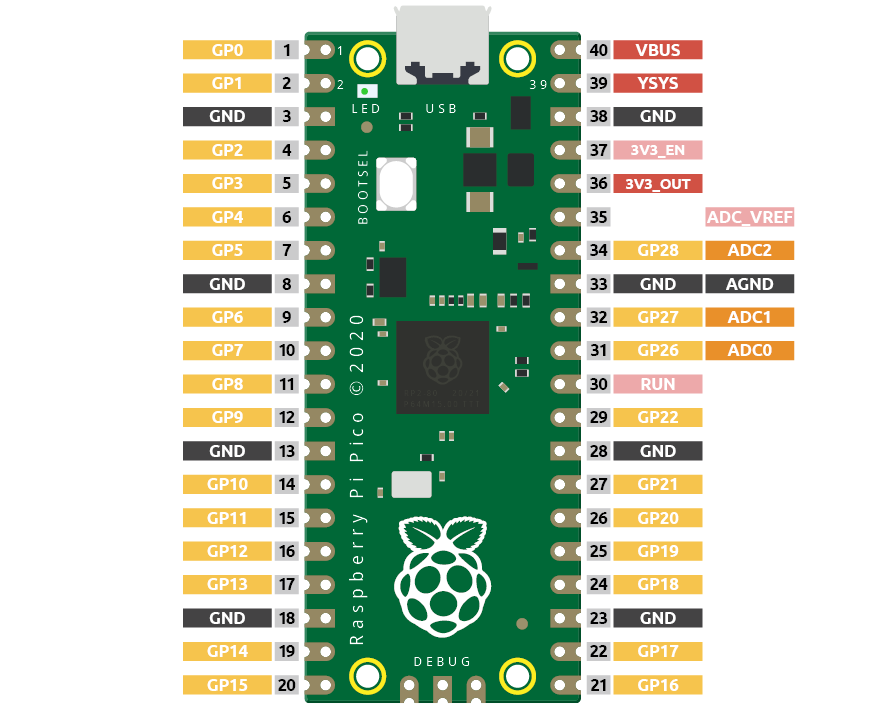 GP0 1 1 40 VBUS
GP1 2 2 39 39 YSYS
LED USB
GND 3 38 GND
GP2 4 37 3V3_EN
BOOTSEL
GP3 5 36 3V3_OUT
GP4 6 35 ADC_VREF
GP5 7 34 GP28 ADC2
GND 8 33 GND AGND
GP6 9 32 GP27 ADC1
GP7 10 31 GP26 ADC0
GP8 11 30 RUN
GP9 12 29 GP22
GND 13 28 GND
GP10 14 27 GP21
GP11 15 26 GP20
GP12 16 25 GP19
GP13 17 24 GP18
GND 18 23 GND
Raspberry Pi Pico ©2020
GP14 19 22 GP17
DEBUG
GP15 20 21 GP16